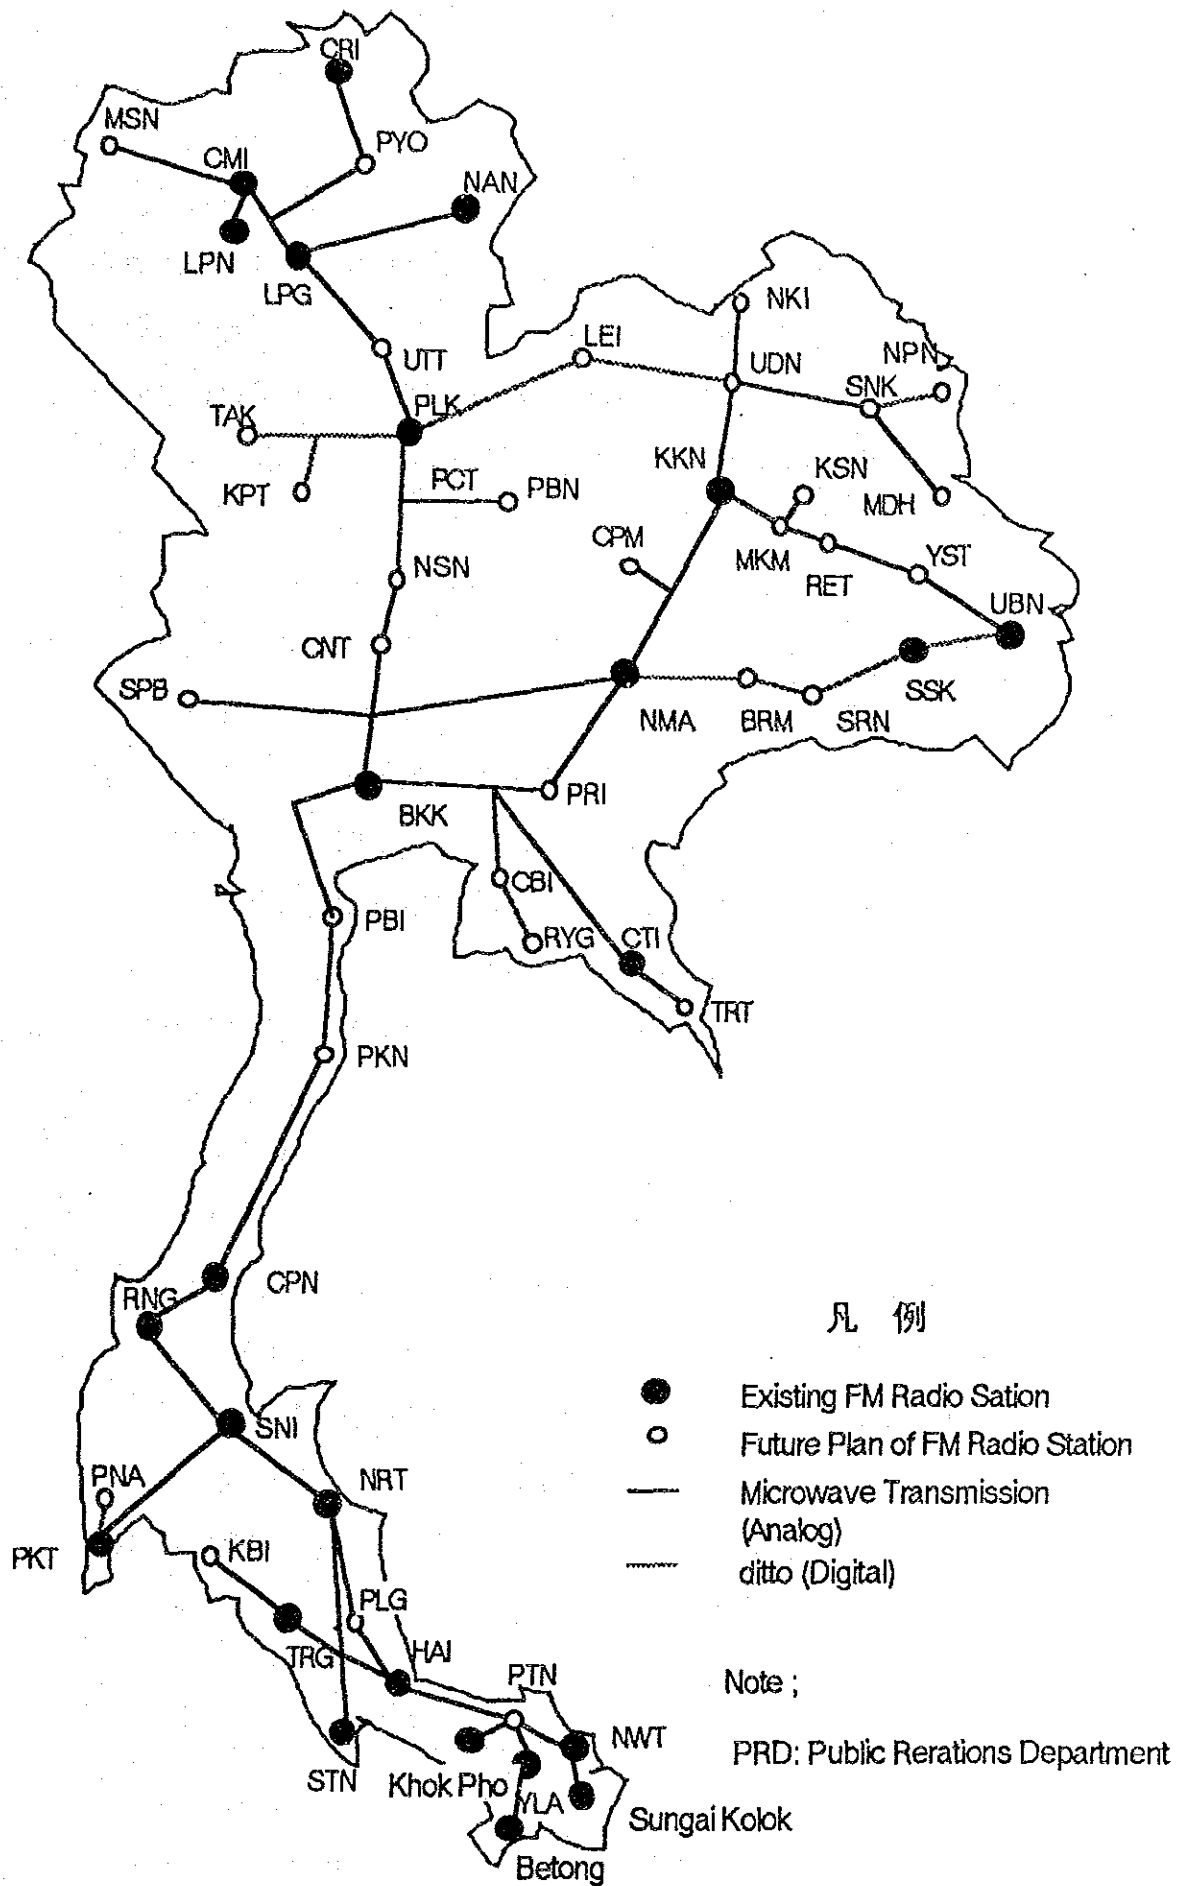 CRI
MSN
PYO
CMI
NAN
LPN
LPG
NKI
LEI
UTT
UDN
NPN
SNK
PLK
TAK
KKN
KSN
PCT
PBN
KPT
MDH
CPM
NSN
MKM
YST
RET
UBN
CNT
SPB
SSK
NMA
BRM
SRN
PRI
BKK
CBI
PBI
RYG
CTI
TRT
PKN
CPN
RNG
凡 例
Existing FM Radio Sation
SNI
Future Plan of FM Radio Station
PNA
NRT
Microwave Transmission
(Analog)
PKT
KBI
ditto (Digital)
PLG
TRG
HAI
PTN
Note ;
NWT
PRD: Public Rerations Department
STN
Khok Pho
YLA
Sungai Kolok
Betong